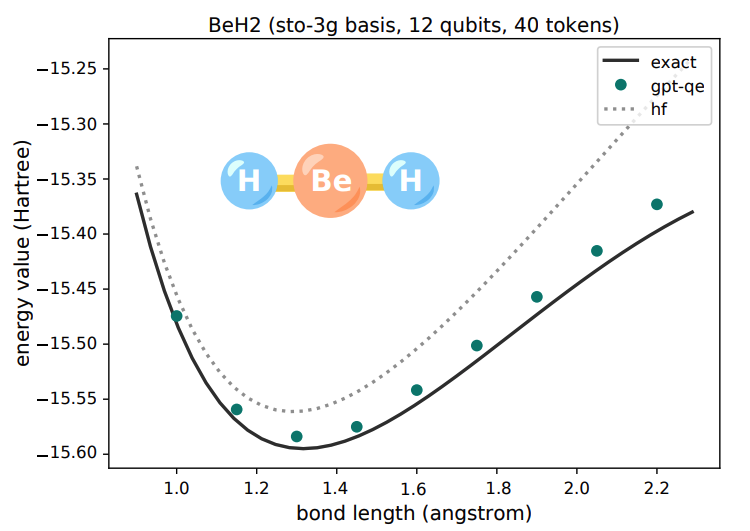 BeH2 (sto-3g basis, 12 qubits, 40 tokens)
exact
gpt-qe
hf
H Be H
energy value (Hartree)
−15.25
−15.30
−15.35
−15.40
−15.45
−15.50
−15.55
−15.60
1.0 1.2 1.4 1.6 1.8 2.0 2.2
bond length (angstrom)